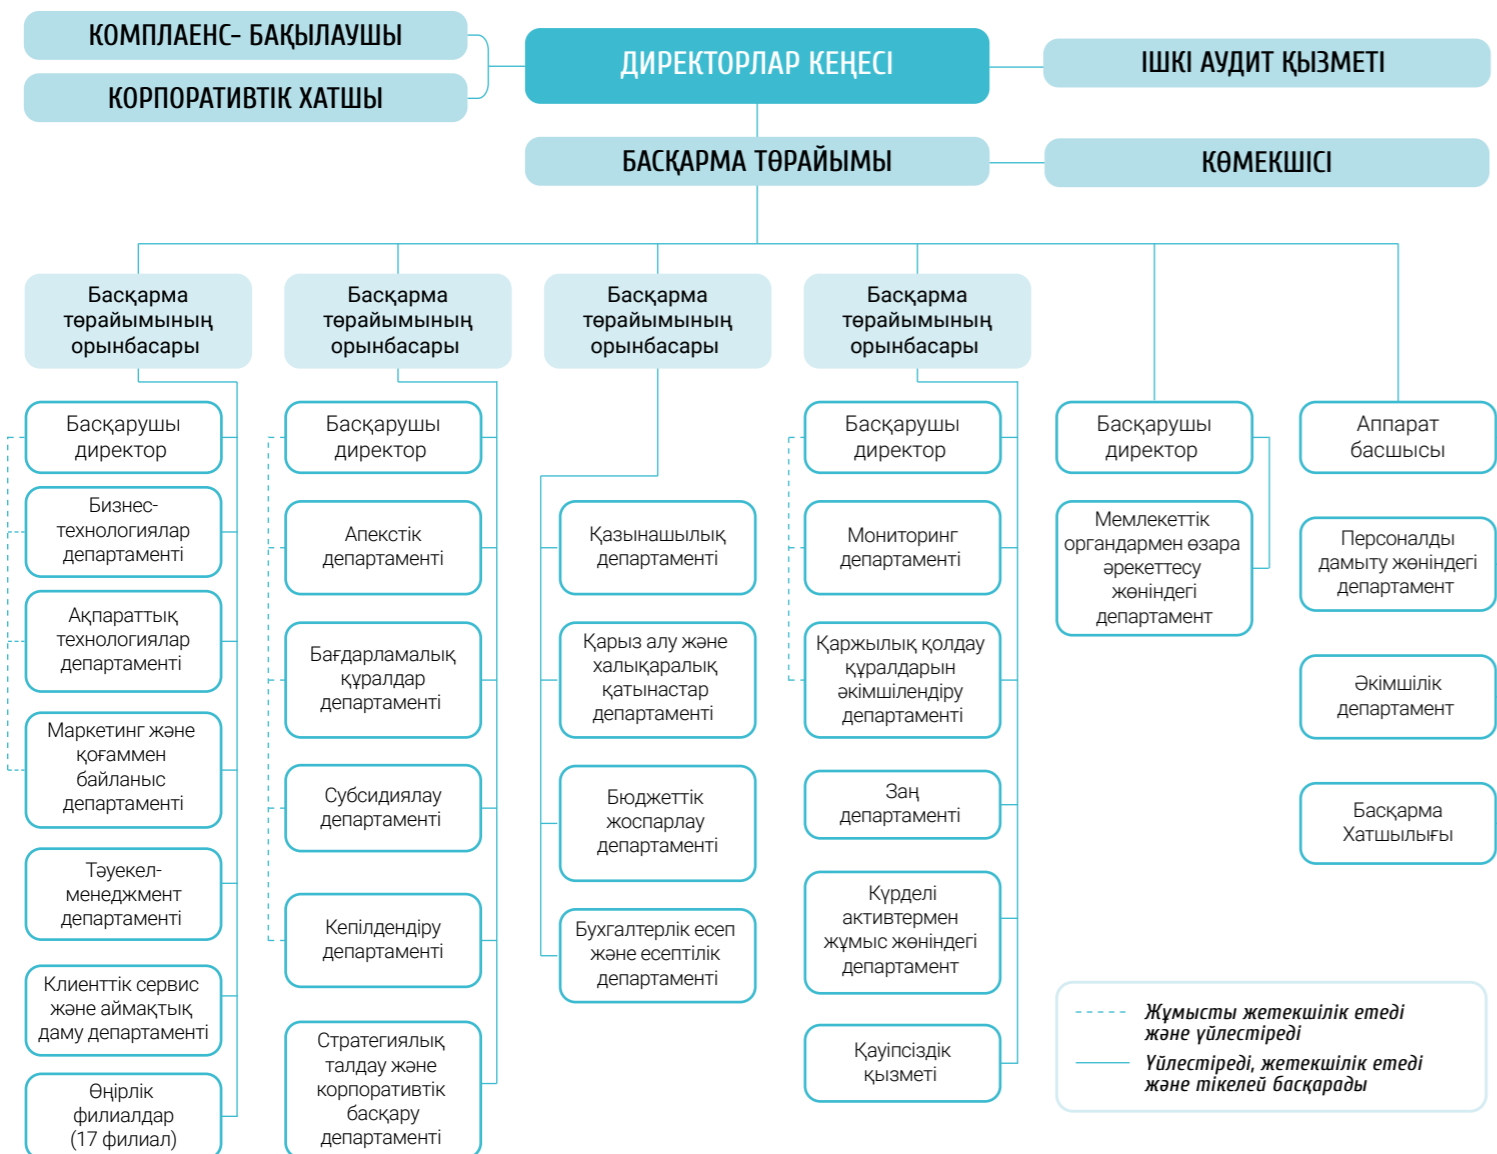 КОМПЛАЕНС- БАҚЫЛАУШЫ
КОРПОРАТИВТІК ХАТШЫ
ДИРЕКТОРЛАР КЕҢЕСІ
ІШКІ АУДИТ ҚЫЗМЕТІ
БАСҚАРМА ТӨРАЙЫМЫ
КӨМЕКШІСІ
Басқарма
төрайымының
орынбасары
Басқарушы
директор
Бизнес-
технологиялар
департаменті
Ақпараттық
технологиялар
департаменті
Маркетинг және
қоғаммен
байланыс
департаменті
Тәуекел-
менеджмент
департаменті
Клиенттік сервис
және аймақтық
даму департаменті
Өңірлік
филиалдар
(17 филиал)
Басқарма
төрайымының
орынбасары
Басқарушы
директор
Апекстік
департаменті
Бағдарламалық
құралдар
департаменті
Субсидиялау
департаменті
Кепілдендіру
департаменті
Стратегиялық
талдау және
корпоративтік
басқару
департаменті
Басқарма
төрайымының
орынбасары
Қазынашылық
департаменті
Қарыз алу және
халықаралық
қатынастар
департаменті
Бюджеттік
жоспарлау
департаменті
Бухгалтерлік есеп
және есептілік
департаменті
Басқарма
төрайымының
орынбасары
Басқарушы
директор
Мониторинг
департаменті
Қаржылық қолдау
құралдарын
әкімшілендіру
департаменті
Заң
департаменті
Күрделі
активтермен
жұмыс жөніндегі
департамент
Қауіпсіздік
қызметі
Басқарушы
директор
Мемлекеттік
органдармен өзара
әрекеттесу
жөніндегі
департамент
Аппарат
басшысы
Персоналды
дамыту жөніндегі
департамент
Әкімшілік
департамент
Басқарма
Хатшылығы
Жұмысты жетекшілік етеді
және үйлестіреді
Үйлестіреді, жетекшілік етеді
және тікелей басқарады